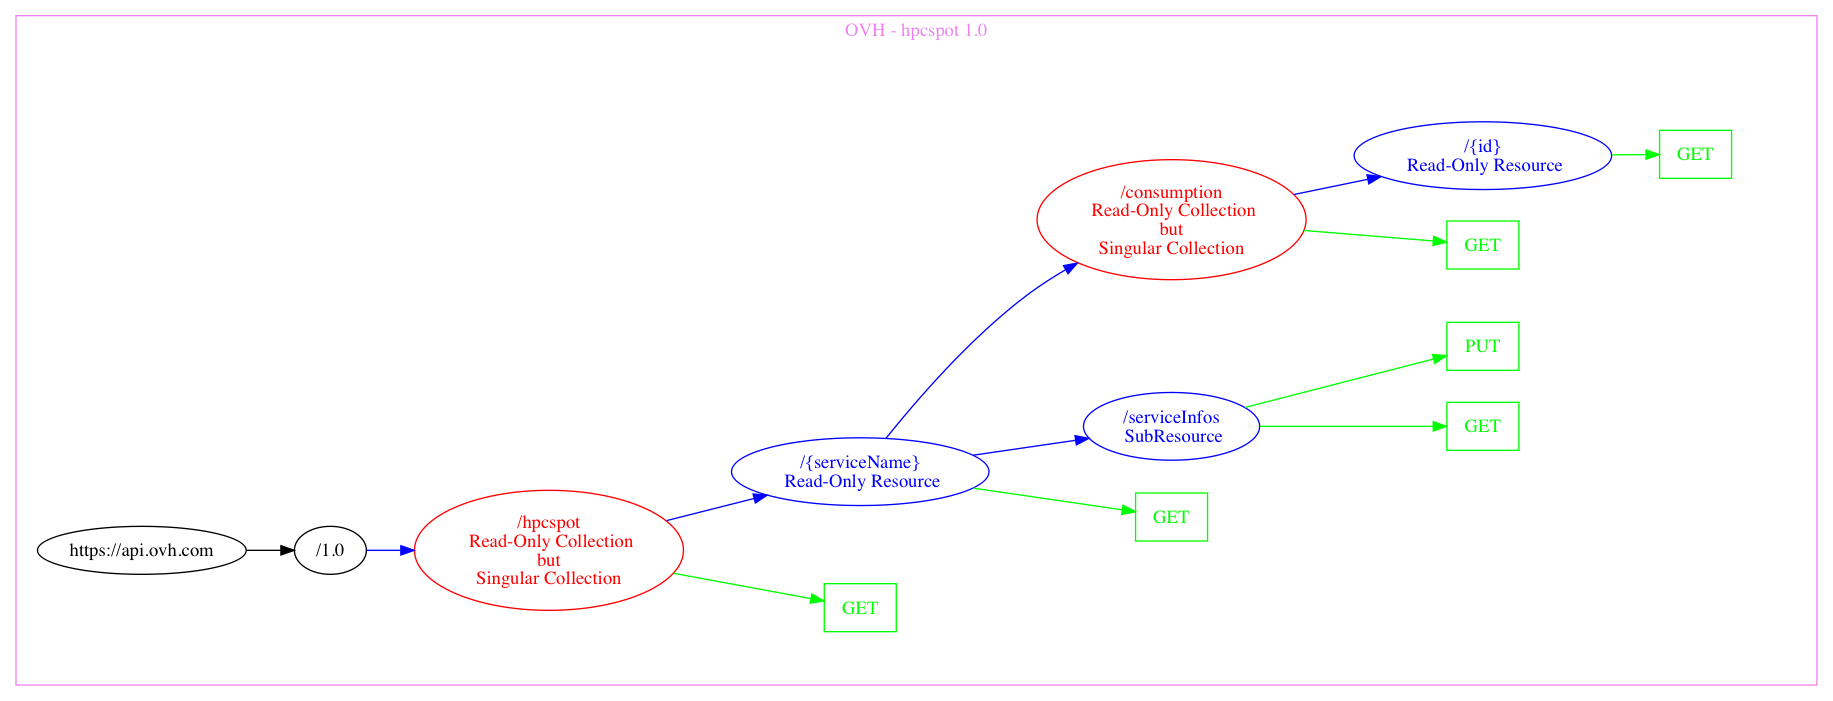 OVH - hpcspot 1.0
/{id}
Read-Only Resource
GET
/consumption
Read-Only Collection
but
Singular Collection
GET
PUT
/serviceInfos
SubResource
GET
/{serviceName}
Read-Only Resource
GET
https://api.ovh.com
/1.0
/hpcspot
Read-Only Collection
but
Singular Collection
GET